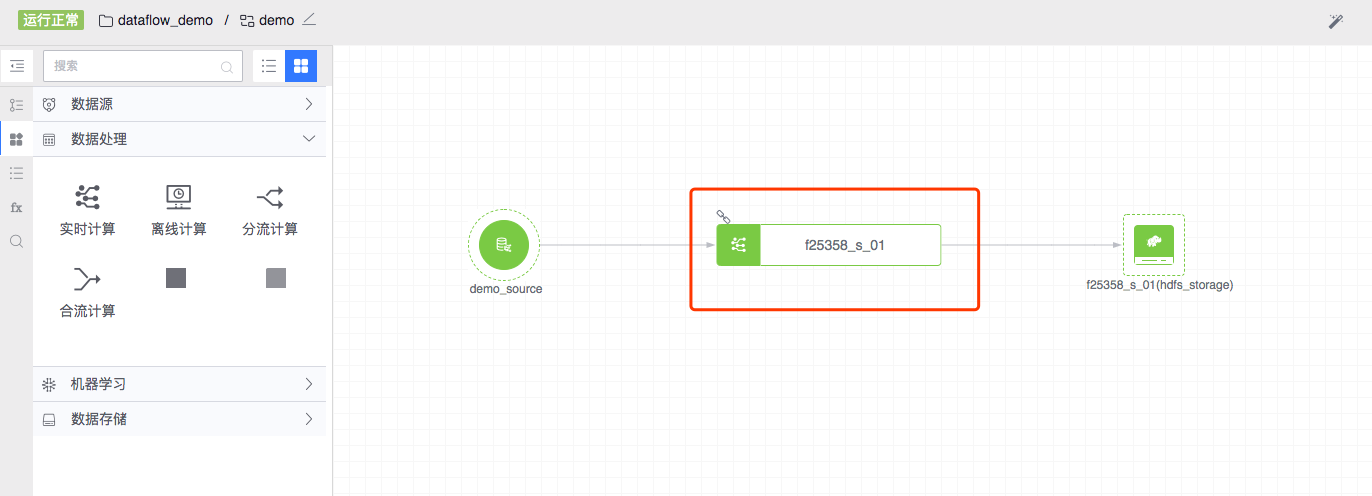 运行正常 dataflow_demo / demo
搜索
数据源
数据处理
实时计算 离线计算 分流计算
合流计算
fx
机器学习
数据存储
demo_source
f25358_s_01
f25358_s_01(hdfs_storage)